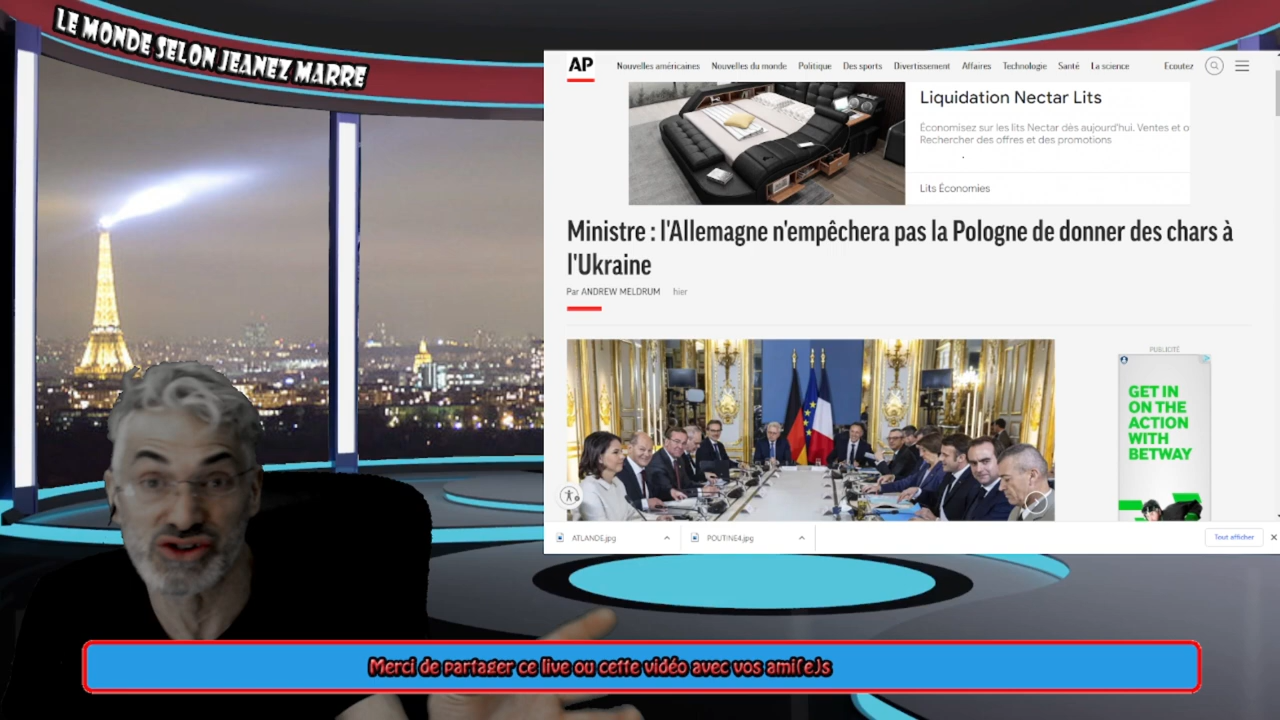 LE MONDE SELON JEANEZ MARRE
AP
Nouvelles américaines Nouvelles du monde Politique Des sports Divertissement Affaires Technologie Santé La science Ecoutez
Liquidation Nectar Lits
Économisez sur les lits Nectar dès aujourd'hui. Ventes et o
Rechercher des offres et des promotions
Lits Économies
Ministre : l'Allemagne n'empêchera pas la Pologne de donner des chars à
l'Ukraine
Par ANDREW MELDRUM hier
PUBLICITÉ
GET IN
ON THE
ACTION
WITH
BETWAY
ATLANDE.jpg
POUTINE4.jpg
Tout afficher
Merci de partager ce live ou cette vidéo avec vos ami(e)s